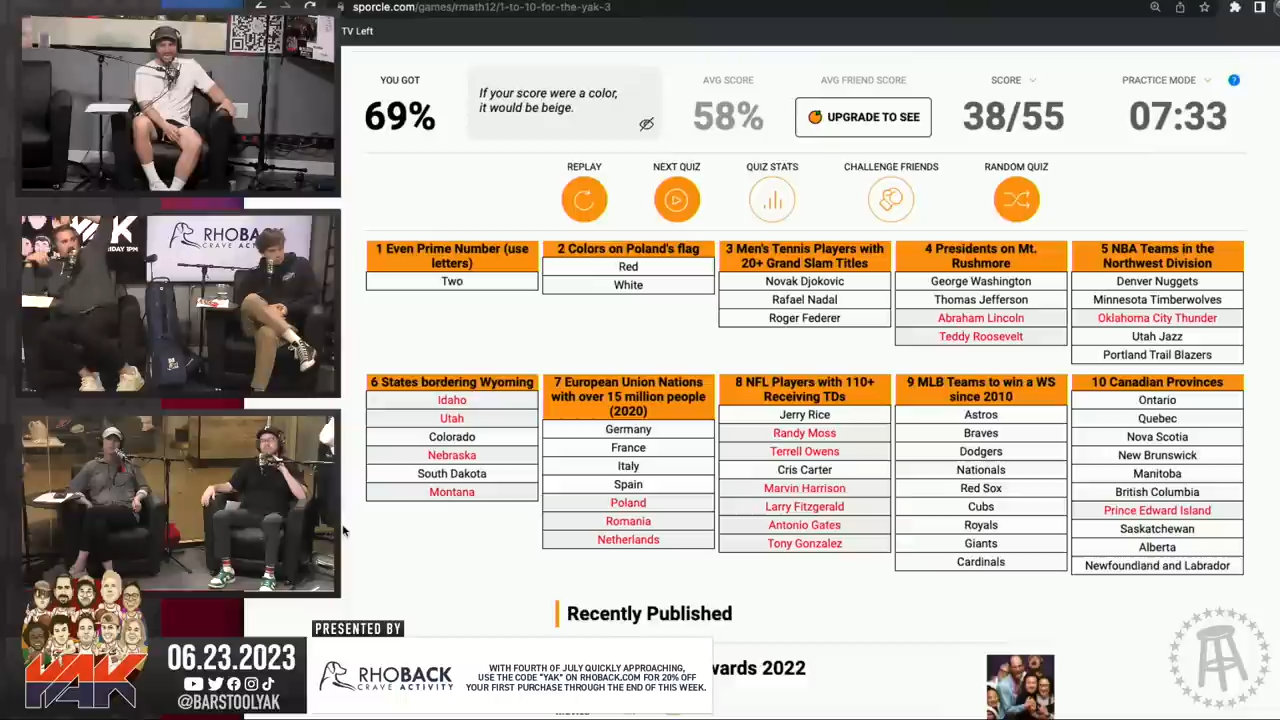 sporcle.com/games/rmath12/1-to-10-for-the-yak-3
TV Left
YOU GOT
69%
If your score were a color,
it would be beige.
AVG SCORE
58%
AVG FRIEND SCORE
UPGRADE TO SEE
SCORE
38/55
PRACTICE MODE
?
07:33
REPLAY
NEXT QUIZ
QUIZ STATS
CHALLENGE FRIENDS
RANDOM QUIZ
1 Even Prime Number (use
letters)
Two
2 Colors on Poland's flag
Red
White
3 Men's Tennis Players with
20+ Grand Slam Titles
Novak Djokovic
Rafael Nadal
Roger Federer
4 Presidents on Mt.
Rushmore
George Washington
Thomas Jefferson
Abraham Lincoln
Teddy Roosevelt
5 NBA Teams in the
Northwest Division
Denver Nuggets
Minnesota Timberwolves
Oklahoma City Thunder
Utah Jazz
Portland Trail Blazers
6 States bordering Wyoming
Idaho
Utah
Colorado
Nebraska
South Dakota
Montana
7 European Union Nations
with over 15 million people
(2020)
Germany
France
Italy
Spain
Poland
Romania
Netherlands
8 NFL Players with 110+
Receiving TDs
Jerry Rice
Randy Moss
Terrell Owens
Cris Carter
Marvin Harrison
Larry Fitzgerald
Antonio Gates
Tony Gonzalez
9 MLB Teams to win a WS
since 2010
Astros
Braves
Dodgers
Nationals
Red Sox
Cubs
Royals
Giants
Cardinals
10 Canadian Provinces
Ontario
Quebec
Nova Scotia
New Brunswick
Manitoba
British Columbia
Prince Edward Island
Saskatchewan
Alberta
Newfoundland and Labrador
Recently Published
wards 2022
PRESENTED BY
RHOBACK
CRAVE ACTIVITY
WITH FOURTH OF JULY QUICKLY APPROACHING,
USE THE CODE "YAK" ON RHOBACK.COM FOR 20% OFF
YOUR FIRST PURCHASE THROUGH THE END OF THIS WEEK.
YAK
06.23.2023
@BARSTOOLYAK